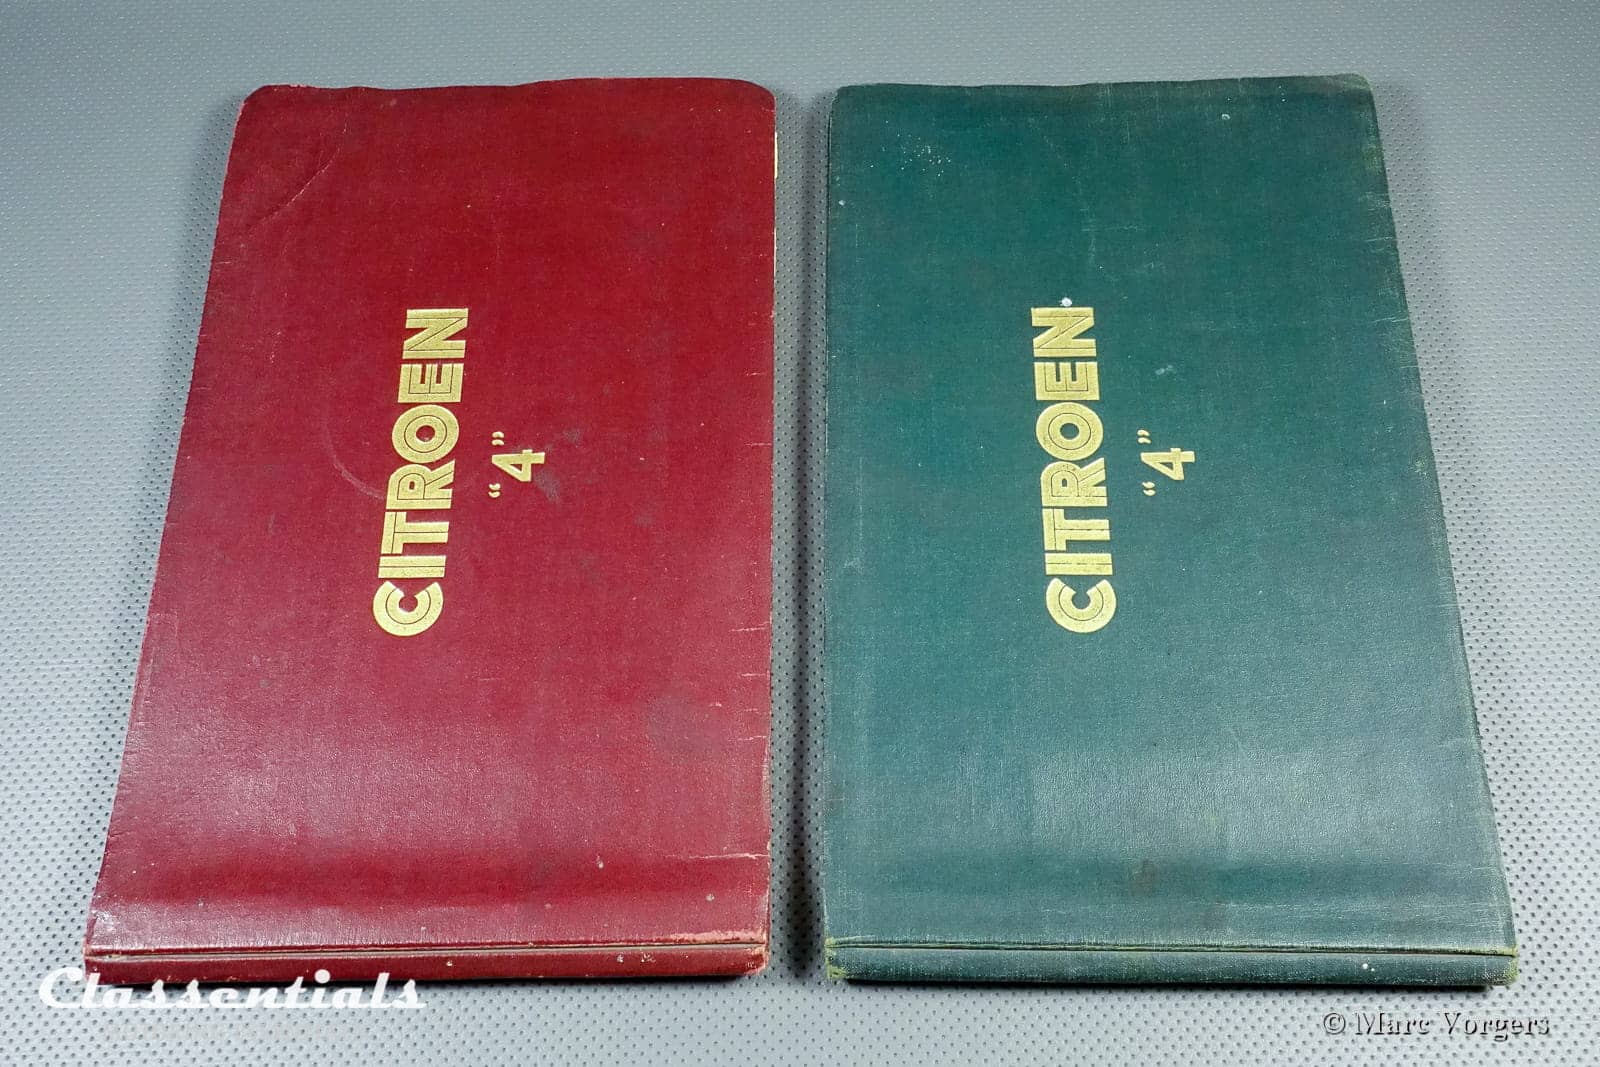 CITROEN
“4”
CITROEN
“4”
Classentials
© Marc Vorgers